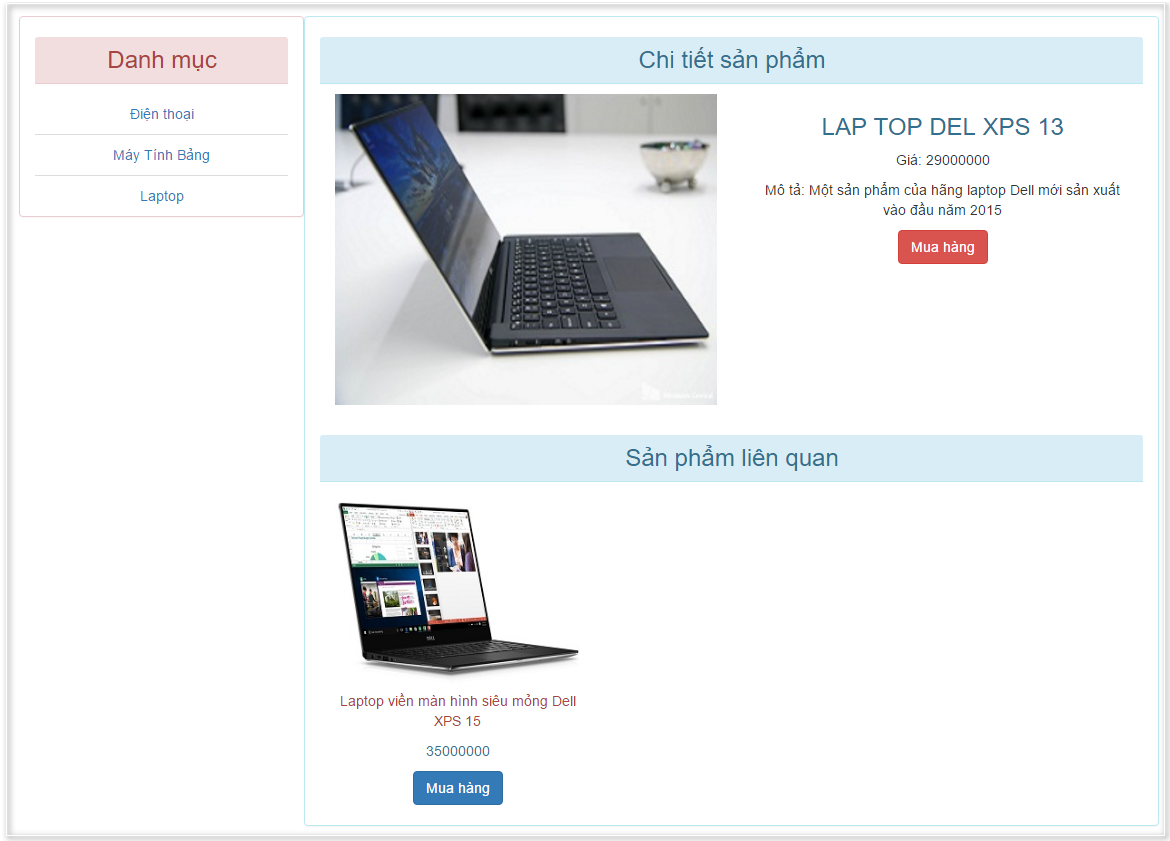 Danh mục
Điện thoại
Máy Tính Bảng
Laptop
Chi tiết sản phẩm
LAP TOP DEL XPS 13
Giá: 29000000
Mô tả: Một sản phẩm của hãng laptop Dell mới sản xuất
vào đầu năm 2015
Mua hàng
Sản phẩm liên quan
DELL
Laptop viền màn hình siêu mỏng Dell
XPS 15
35000000
Mua hàng